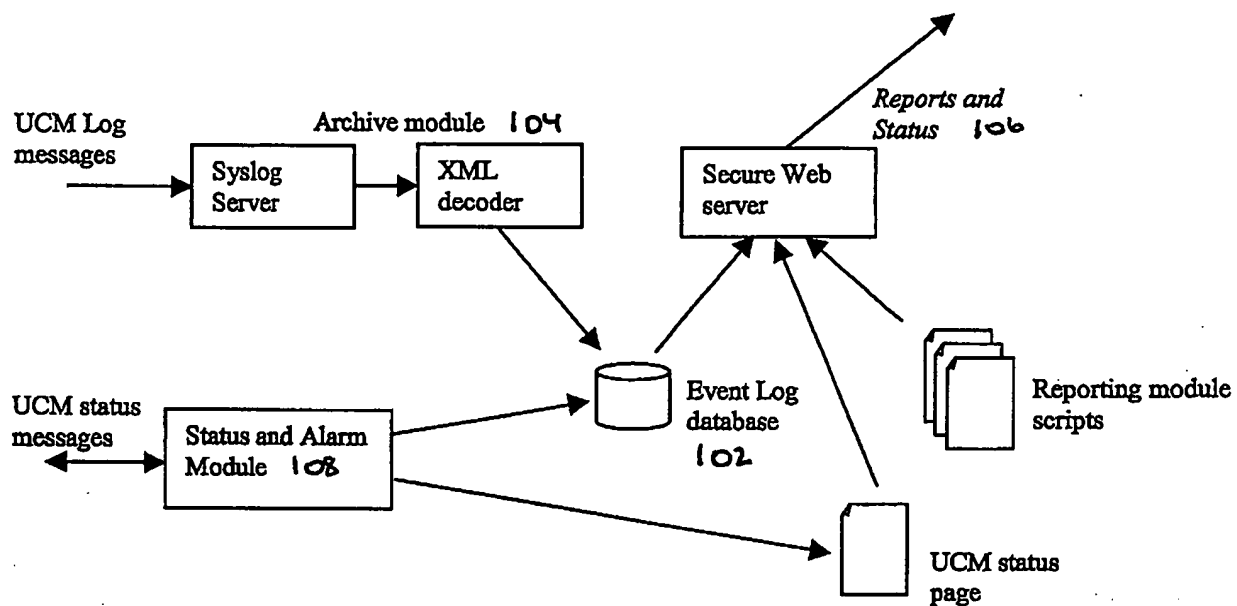 UCM Log
messages
Archive module 104
Syslog
Server
XML
decoder
Reports and
Status 106
Secure Web
server
UCM status
messages
Status and Alarm
Module 108
Event Log
database
102
Reporting module
scripts
UCM status
page